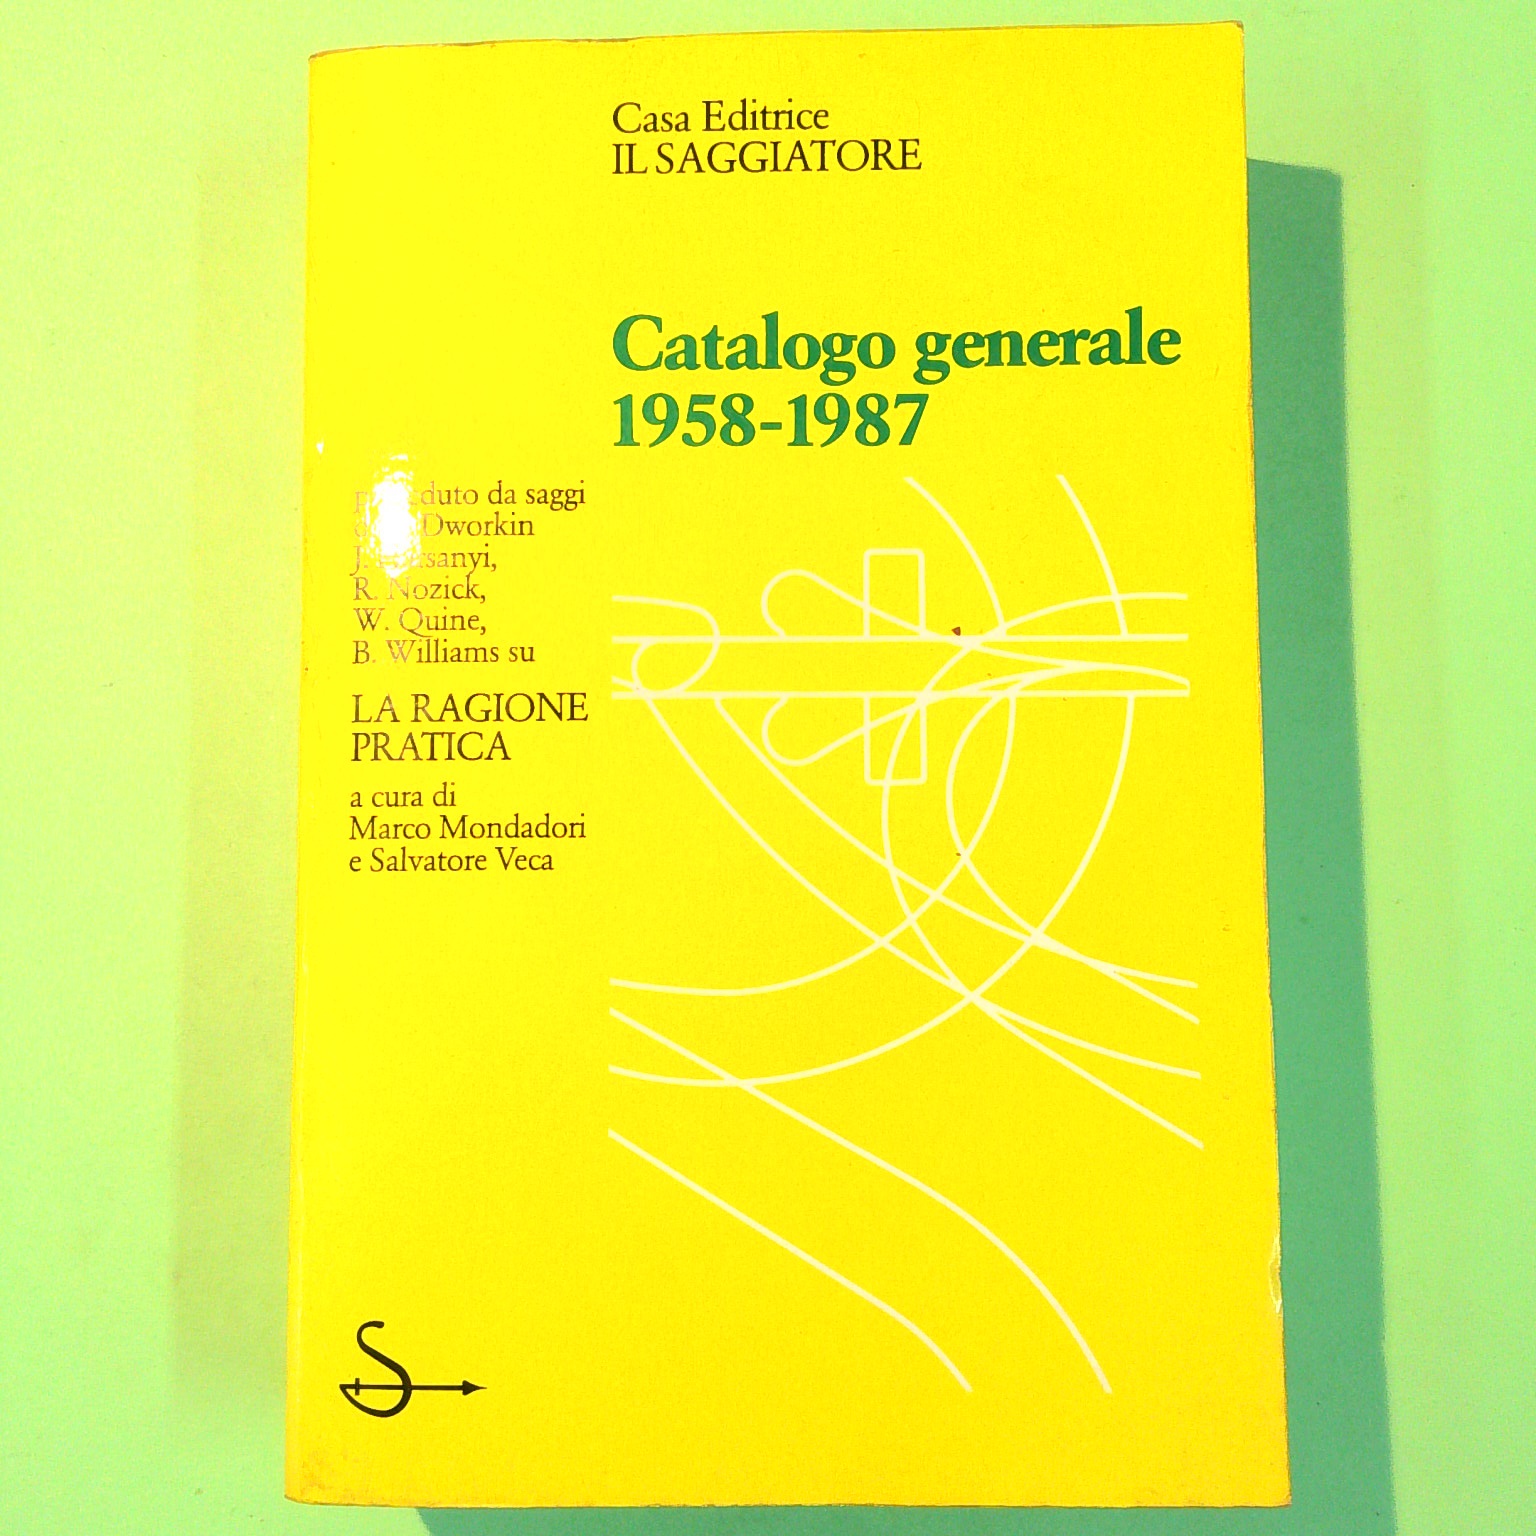 Casa Editrice
IL SAGGIATORE
Catalogo generale
1958-1987
da saggi
Dworkin
J.
R. Nozick,
W. Quine,
B. Williams su
LA RAGIONE
PRATICA
a cura di
Marco Mondadori
e Salvatore Veca